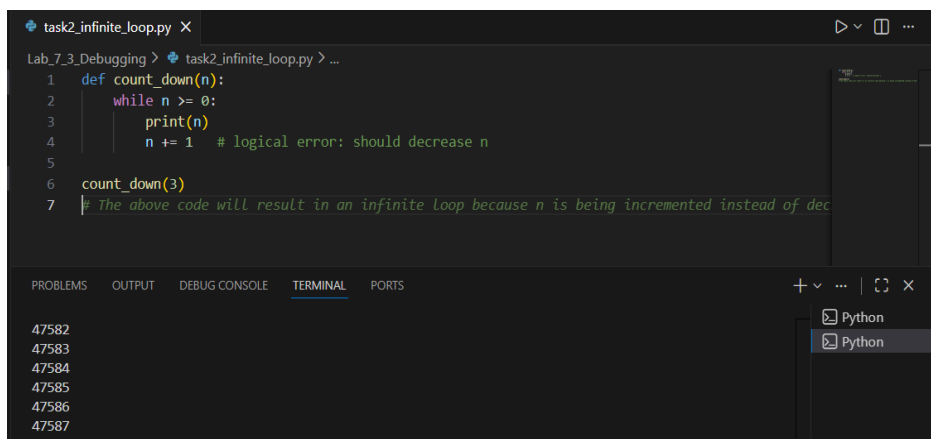 task2_infinite_loop.py
Lab_7_3_Debugging > task2_infinite_loop.py > ...
1 def count_down(n):
2     while n >= 0:
3         print(n)
4         n += 1   # logical error: should decrease n
5
6 count_down(3)
7 # The above code will result in an infinite loop because n is being incremented instead of dec
PROBLEMS OUTPUT DEBUG CONSOLE TERMINAL PORTS
Python
Python
47582
47583
47584
47585
47586
47587